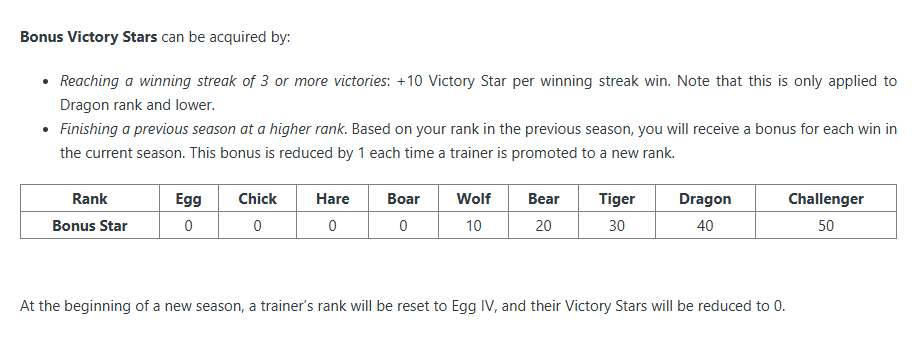 Bonus Victory Stars can be acquired by:
• Reaching a winning streak of 3 or more victories: +10 Victory Star per winning streak win. Note that this is only applied to
Dragon rank and lower.
• Finishing a previous season at a higher rank. Based on your rank in the previous season, you will receive a bonus for each win in
the current season. This bonus is reduced by 1 each time a trainer is promoted to a new rank.
Rank Egg Chick Hare Boar Wolf Bear Tiger Dragon Challenger
Bonus Star 0 0 0 0 10 20 30 40 50
At the beginning of a new season, a trainer's rank will be reset to Egg IV, and their Victory Stars will be reduced to 0.